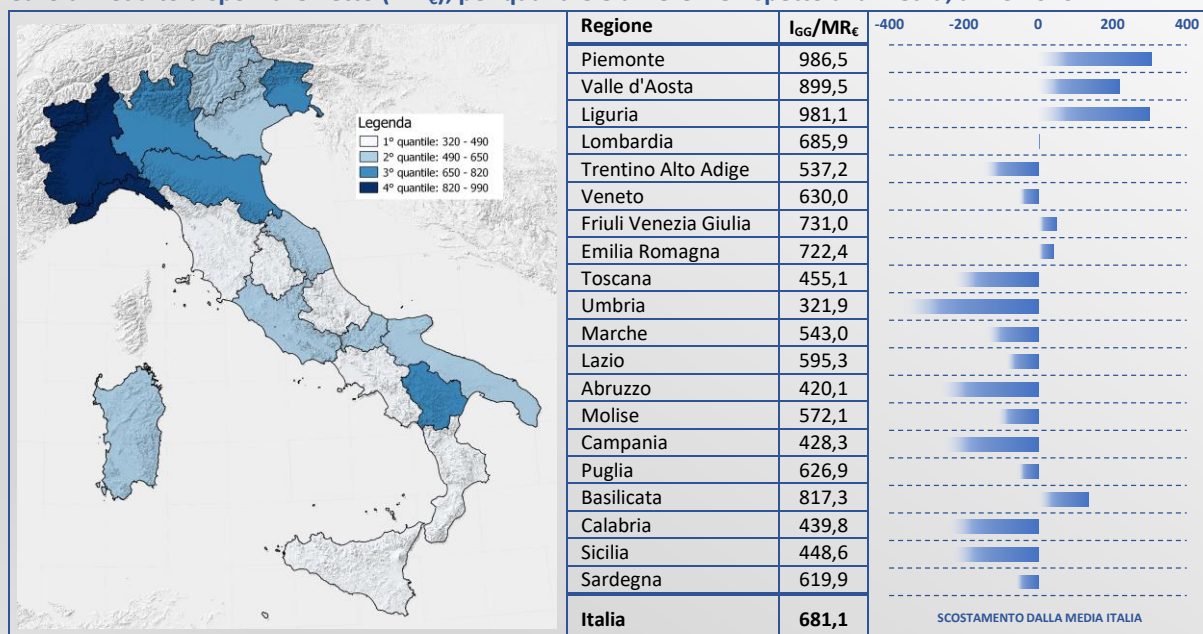 Regione IGG/MR€ -400 -200 0 200 400
Piemonte 986,5
Valle d'Aosta 899,5
Liguria 981,1
Lombardia 685,9
Trentino Alto Adige 537,2
Veneto 630,0
Friuli Venezia Giulia 731,0
Emilia Romagna 722,4
Toscana 455,1
Umbria 321,9
Marche 543,0
Lazio 595,3
Abruzzo 420,1
Molise 572,1
Campania 428,3
Puglia 626,9
Basilicata 817,3
Calabria 439,8
Sicilia 448,6
Sardegna 619,9
Italia 681,1
SCOSTAMENTO DALLA MEDIA ITALIA
Legenda
1° quantile: 320 - 490
2° quantile: 490 - 650
3° quantile: 650 - 820
4° quantile: 820 - 990